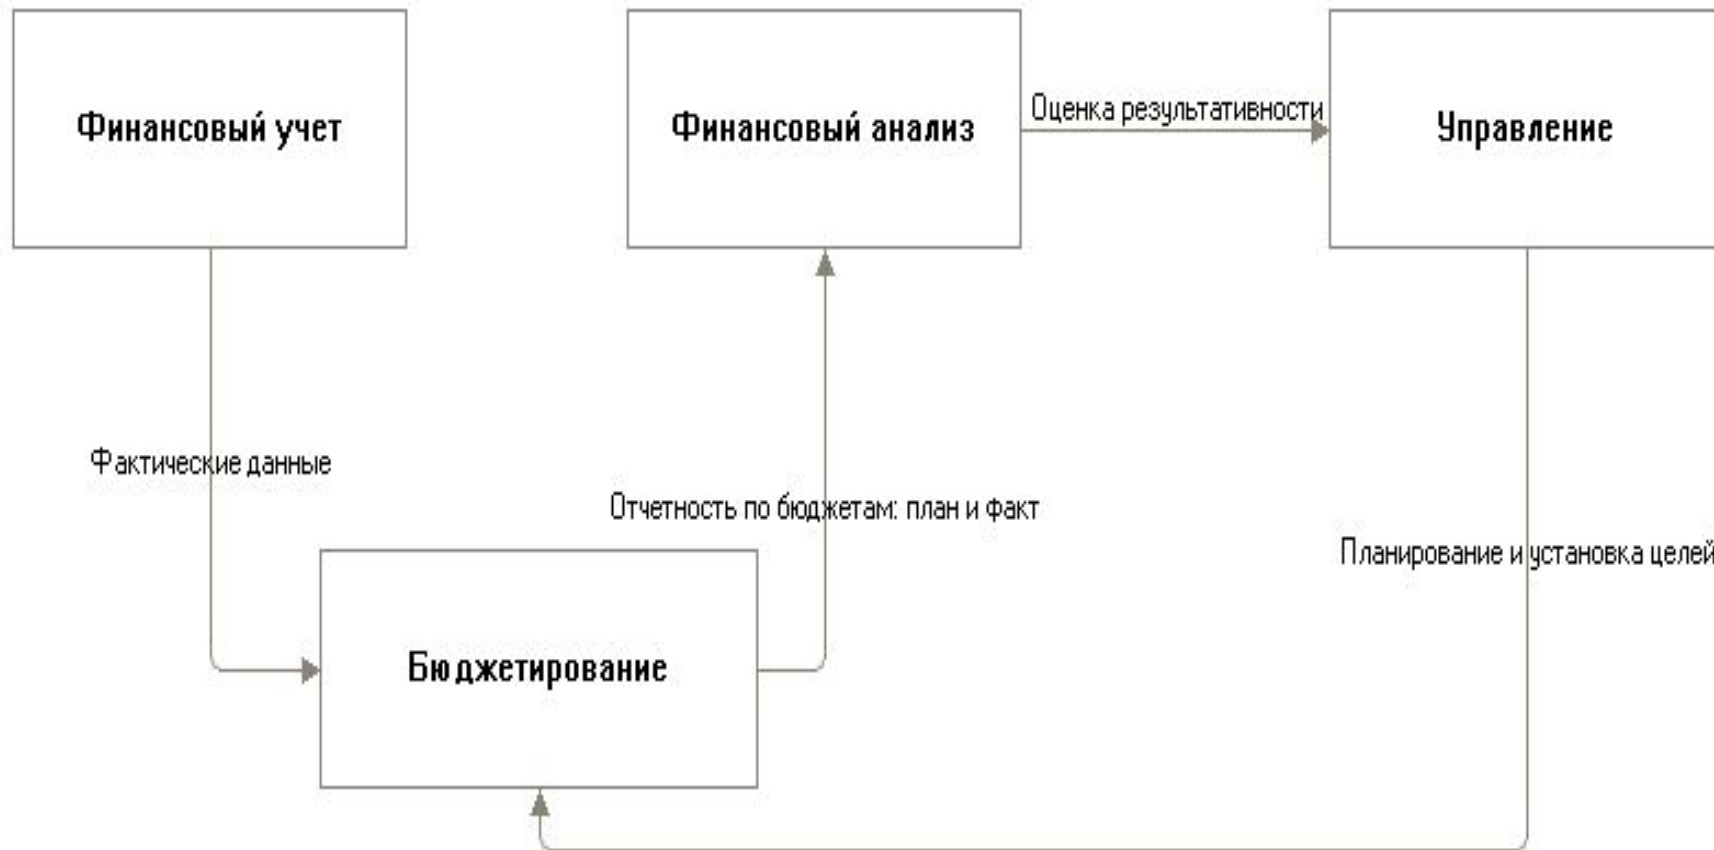 Финансовый учет
Финансовый анализ
Оценка результативности
Управление
Фактические данные
Отчетность по бюджетам: план и факт
Планирование и установка целей
Бюджетирование